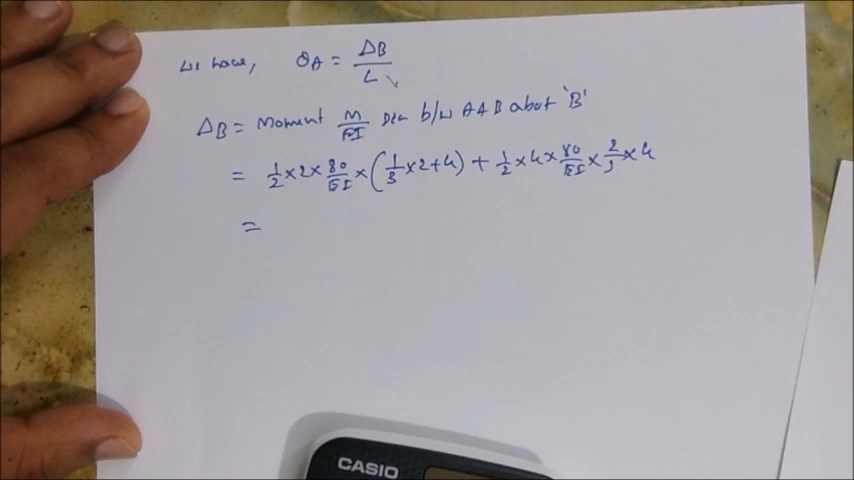 We have, θA = ΔB / L
ΔB = Moment M/EI Dia b/w A & B about 'B'
= 1/2 × 2 × 80/EI × (1/3 × 2 + 4) + 1/2 × 4 × 80/EI × 2/3 × 4
=
CASIO